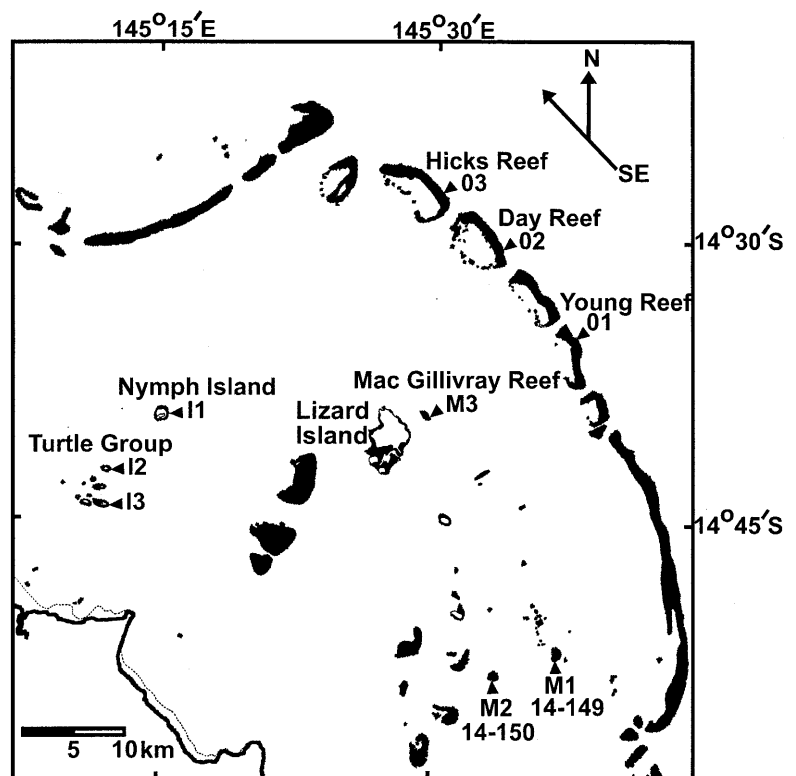 145°15′E
145°30′E
N
SE
Hicks Reef
03
Day Reef
02
14°30′S
Young Reef
01
Mac Gillivray Reef
M3
Nymph Island
I1
Lizard
Island
Turtle Group
I2
I3
14°45′S
M1
14-149
M2
14-150
5 10km